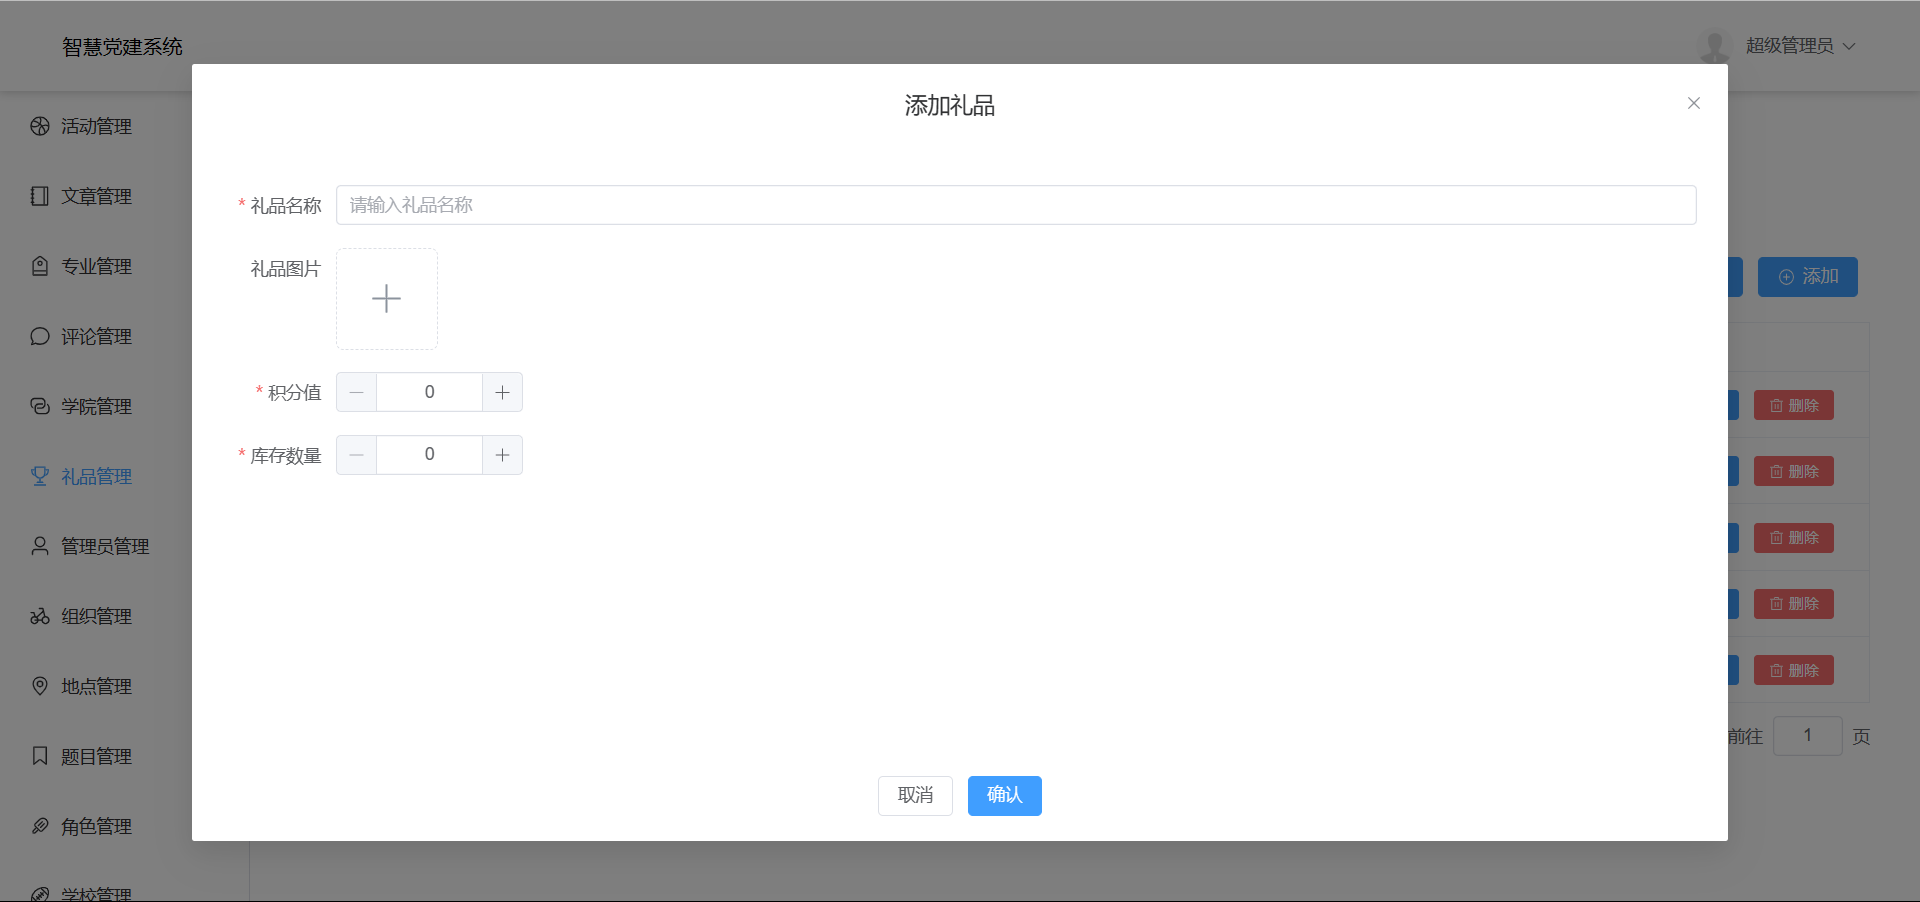 智慧党建系统
超级管理员
活动管理
文章管理
专业管理
评论管理
学院管理
礼品管理
管理员管理
组织管理
地点管理
题目管理
角色管理
学校管理
添加礼品
* 礼品名称 请输入礼品名称
礼品图片
* 积分值 0
* 库存数量 0
取消 确认
添加
删除
删除
删除
删除
删除
前往 1 页